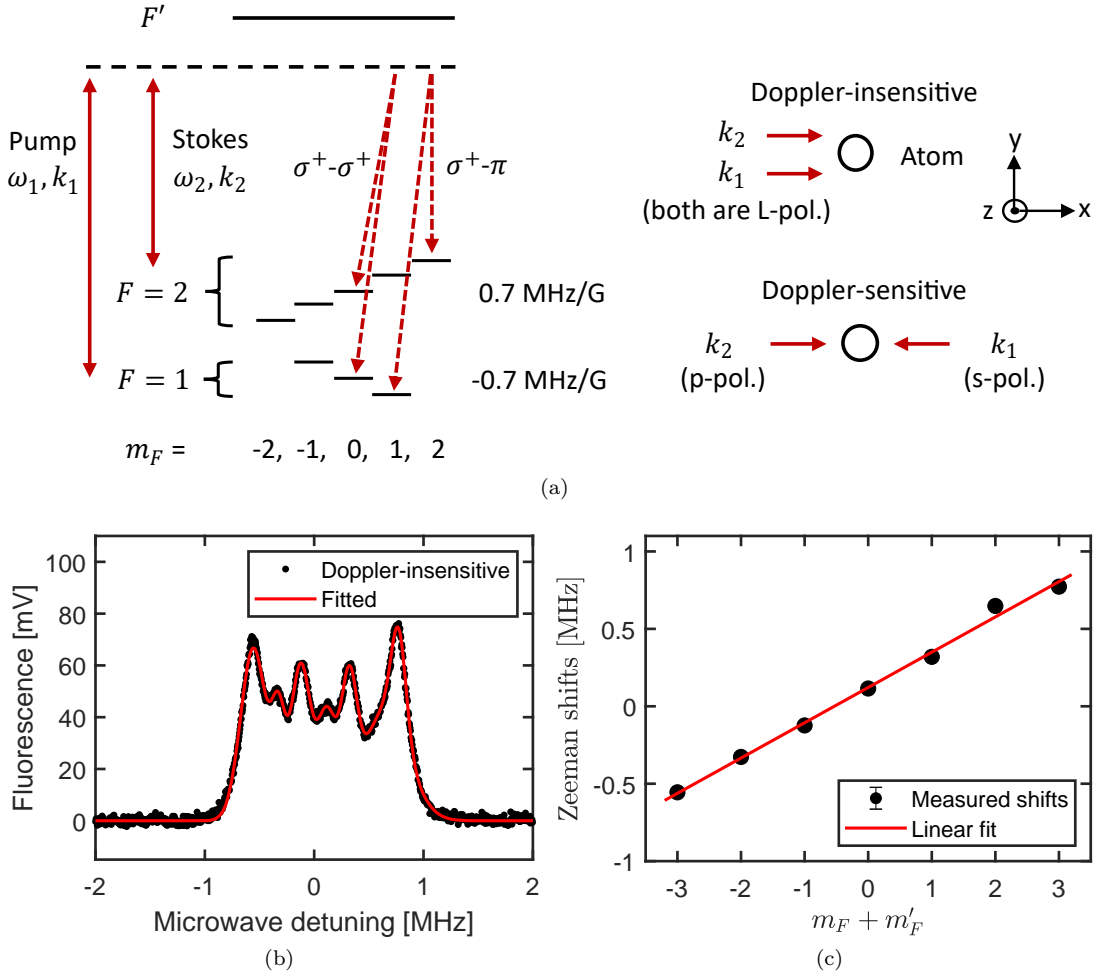 F′
Pump
ω₁, k₁
Stokes
ω₂, k₂
σ⁺-σ⁺
σ⁺-π
F = 2
0.7 MHz/G
F = 1
-0.7 MHz/G
m_F = -2, -1, 0, 1, 2
Doppler-insensitive
k₂
k₁
Atom
(both are L-pol.)
y
z
x
Doppler-sensitive
k₂
(p-pol.)
k₁
(s-pol.)
(a)
100
80
60
40
20
0
Fluorescence [mV]
Doppler-insensitive
Fitted
-2 -1 0 1 2
Microwave detuning [MHz]
(b)
1
0.5
0
-0.5
-1
Zeeman shifts [MHz]
Measured shifts
Linear fit
-3 -2 -1 0 1 2 3
m_F + m′_F
(c)